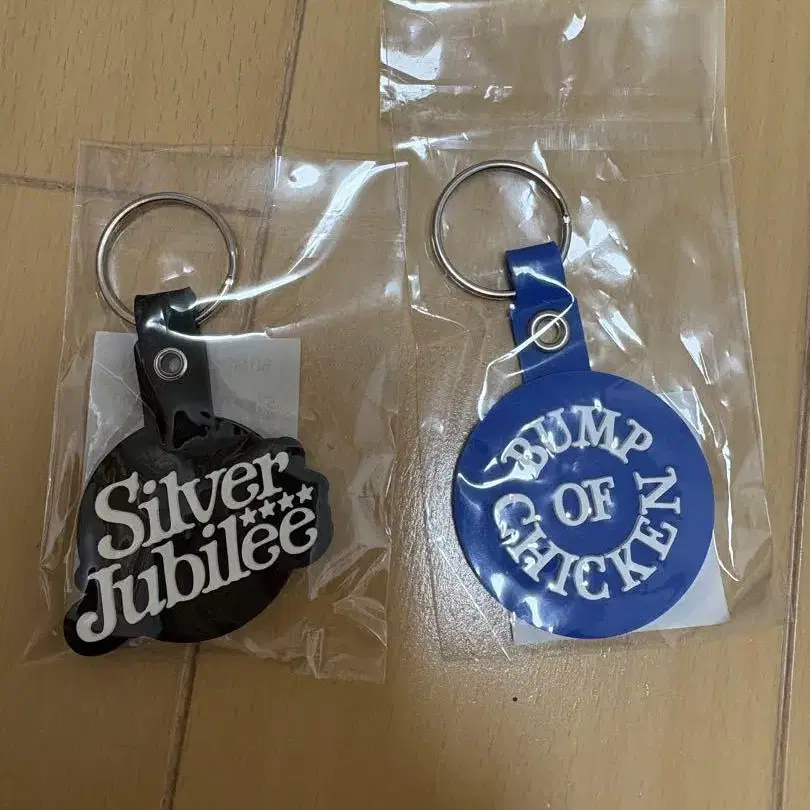 Silver
★★★★
Jubilee
BUMP
OF
CHICKEN